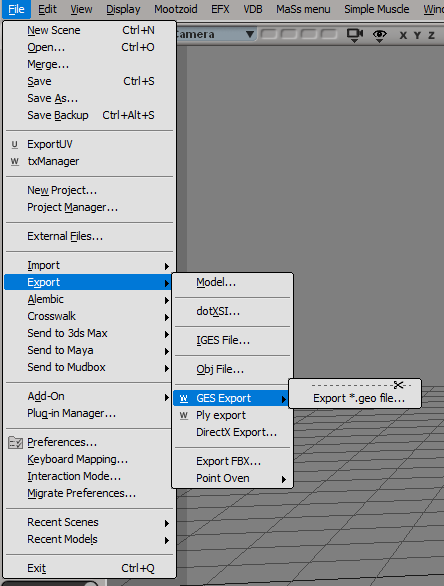 File Edit View Display Mootzoid EFX VDB MaSs menu Simple Muscle
Camera X Y Z
New Scene Ctrl+N
Open... Ctrl+O
Merge...
Save Ctrl+S
Save As...
Save Backup Ctrl+Alt+S
U ExportUV
W txManager
New Project...
Project Manager...
External Files...
Import
Export
Alembic
Crosswalk
Send to 3ds Max
Send to Maya
Send to Mudbox
Add-On
Plug-in Manager...
Preferences...
Keyboard Mapping...
Interaction Mode...
Migrate Preferences...
Recent Scenes
Recent Models
Exit Ctrl+Q
Model...
dotXSI...
IGES File...
Obj File...
W GES Export
W Ply export
DirectX Export...
Export FBX...
Point Oven
Export *.geo file...